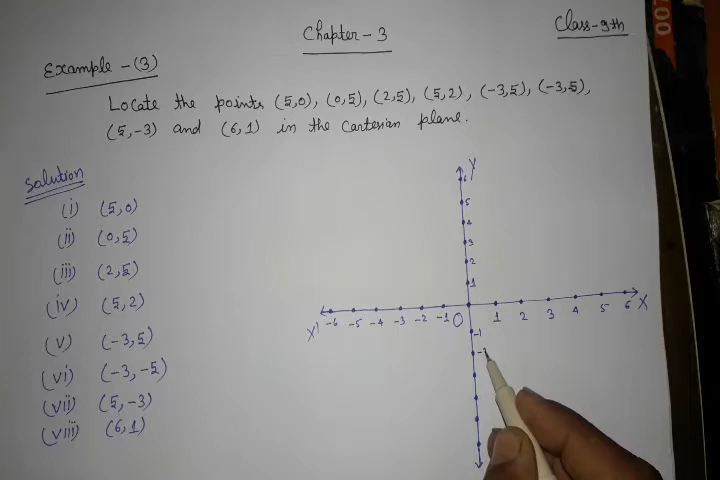 Chapter - 3
Class - 9th
Example - (3)
Locate the points (5,0), (0,5), (2,5), (5,2), (-3,5), (-3,5),
(5,-3) and (6,1) in the cartesian plane.
Solution
(i) (5,0)
(ii) (0,5)
(iii) (2,5)
(iv) (5,2)
(v) (-3,5)
(vi) (-3,-5)
(vii) (5,-3)
(viii) (6,1)
Y
6
5
4
3
2
1
X' -6 -5 -4 -3 -2 -1 O 1 2 3 4 5 6 X
-1